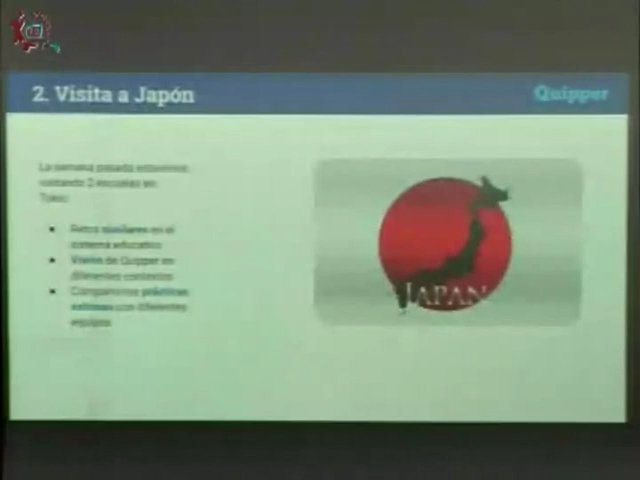 2. Visita a Japón
Quipper
La semana pasada estuvimos
visitando 2 escuelas en
Tokio:
● Retos similares en el
sistema educativo
● Visión de Quipper en
diferentes contextos
● Compartimos prácticas
exitosas con diferentes
equipos
JAPAN